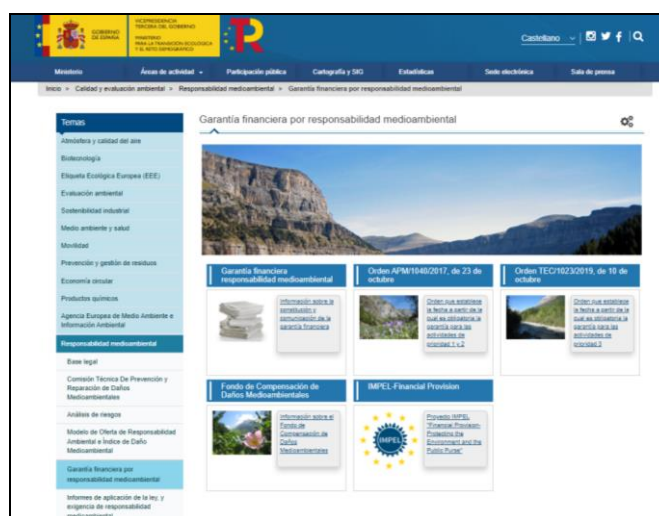 GOBIERNO
DE ESPAÑA
VICEPRESIDENCIA
TERCERA DEL GOBIERNO
MINISTERIO
PARA LA TRANSICIÓN ECOLÓGICA
Y EL RETO DEMOGRÁFICO
R
Castellano
Ministerio Áreas de actividad Participación pública Cartografía y SIG Estadísticas Sede electrónica Sala de prensa
Inicio > Calidad y evaluación ambiental > Responsabilidad medioambiental > Garantía financiera por responsabilidad medioambiental
Temas
Atmósfera y calidad del aire
Biotecnología
Etiqueta Ecológica Europea (EEE)
Evaluación ambiental
Sostenibilidad industrial
Medio ambiente y salud
Movilidad
Prevención y gestión de residuos
Economía circular
Productos químicos
Agencia Europea de Medio Ambiente e
Información Ambiental
Responsabilidad medioambiental
Base legal
Comisión Técnica De Prevención y
Reparación de Daños
Medioambientales
Análisis de riesgos
Modelo de Oferta de Responsabilidad
Ambiental e Índice de Daño
Medioambiental
Garantía financiera por
responsabilidad medioambiental
Informes de aplicación de la ley, y
exigencia de responsabilidad
medioambiental
Garantía financiera por responsabilidad medioambiental
Garantía financiera
responsabilidad medioambiental
Información sobre la
constitución y
comunicación de la
garantía financiera
Orden APM/1040/2017, de 23 de
octubre
Orden que establece
la fecha a partir de la
cual es obligatoria la
garantía para las
actividades de
prioridad 1 y 2
Orden TEC/1023/2019, de 10 de
octubre
Orden que establece
la fecha a partir de la
cual es obligatoria la
garantía para las
actividades de
prioridad 3
Fondo de Compensación de
Daños Medioambientales
Información sobre el
Fondo de
Compensación de
Daños
Medioambientales
IMPEL-Financial Provision
IMPEL
Proyecto IMPEL
"Financial Provision-
Protecting the
Environment and the
Public Purse"